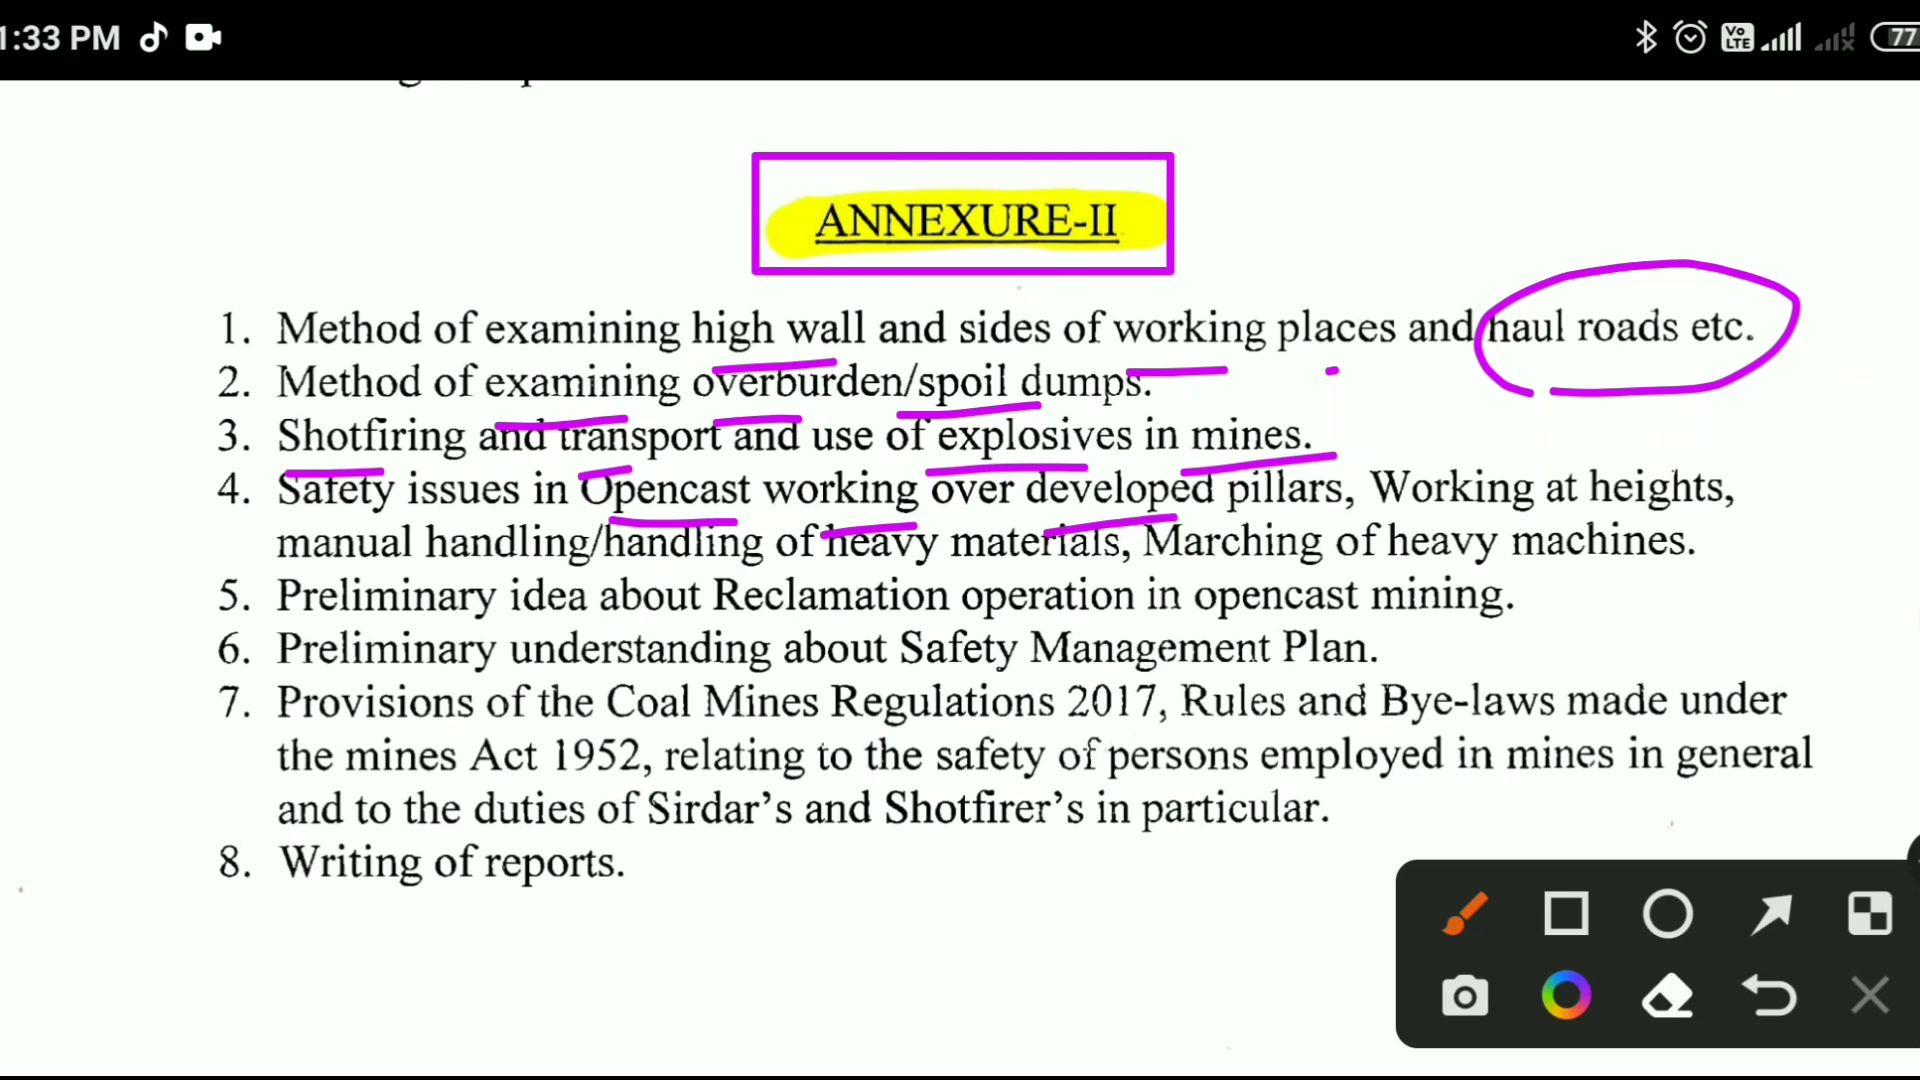 1:33 PM
Vo LTE
77
ANNEXURE-II
1. Method of examining high wall and sides of working places and haul roads etc.
2. Method of examining overburden/spoil dumps.
3. Shotfiring and transport and use of explosives in mines.
4. Safety issues in Opencast working over developed pillars, Working at heights,
manual handling/handling of heavy materials, Marching of heavy machines.
5. Preliminary idea about Reclamation operation in opencast mining.
6. Preliminary understanding about Safety Management Plan.
7. Provisions of the Coal Mines Regulations 2017, Rules and Bye-laws made under
the mines Act 1952, relating to the safety of persons employed in mines in general
and to the duties of Sirdar's and Shotfirer's in particular.
8. Writing of reports.